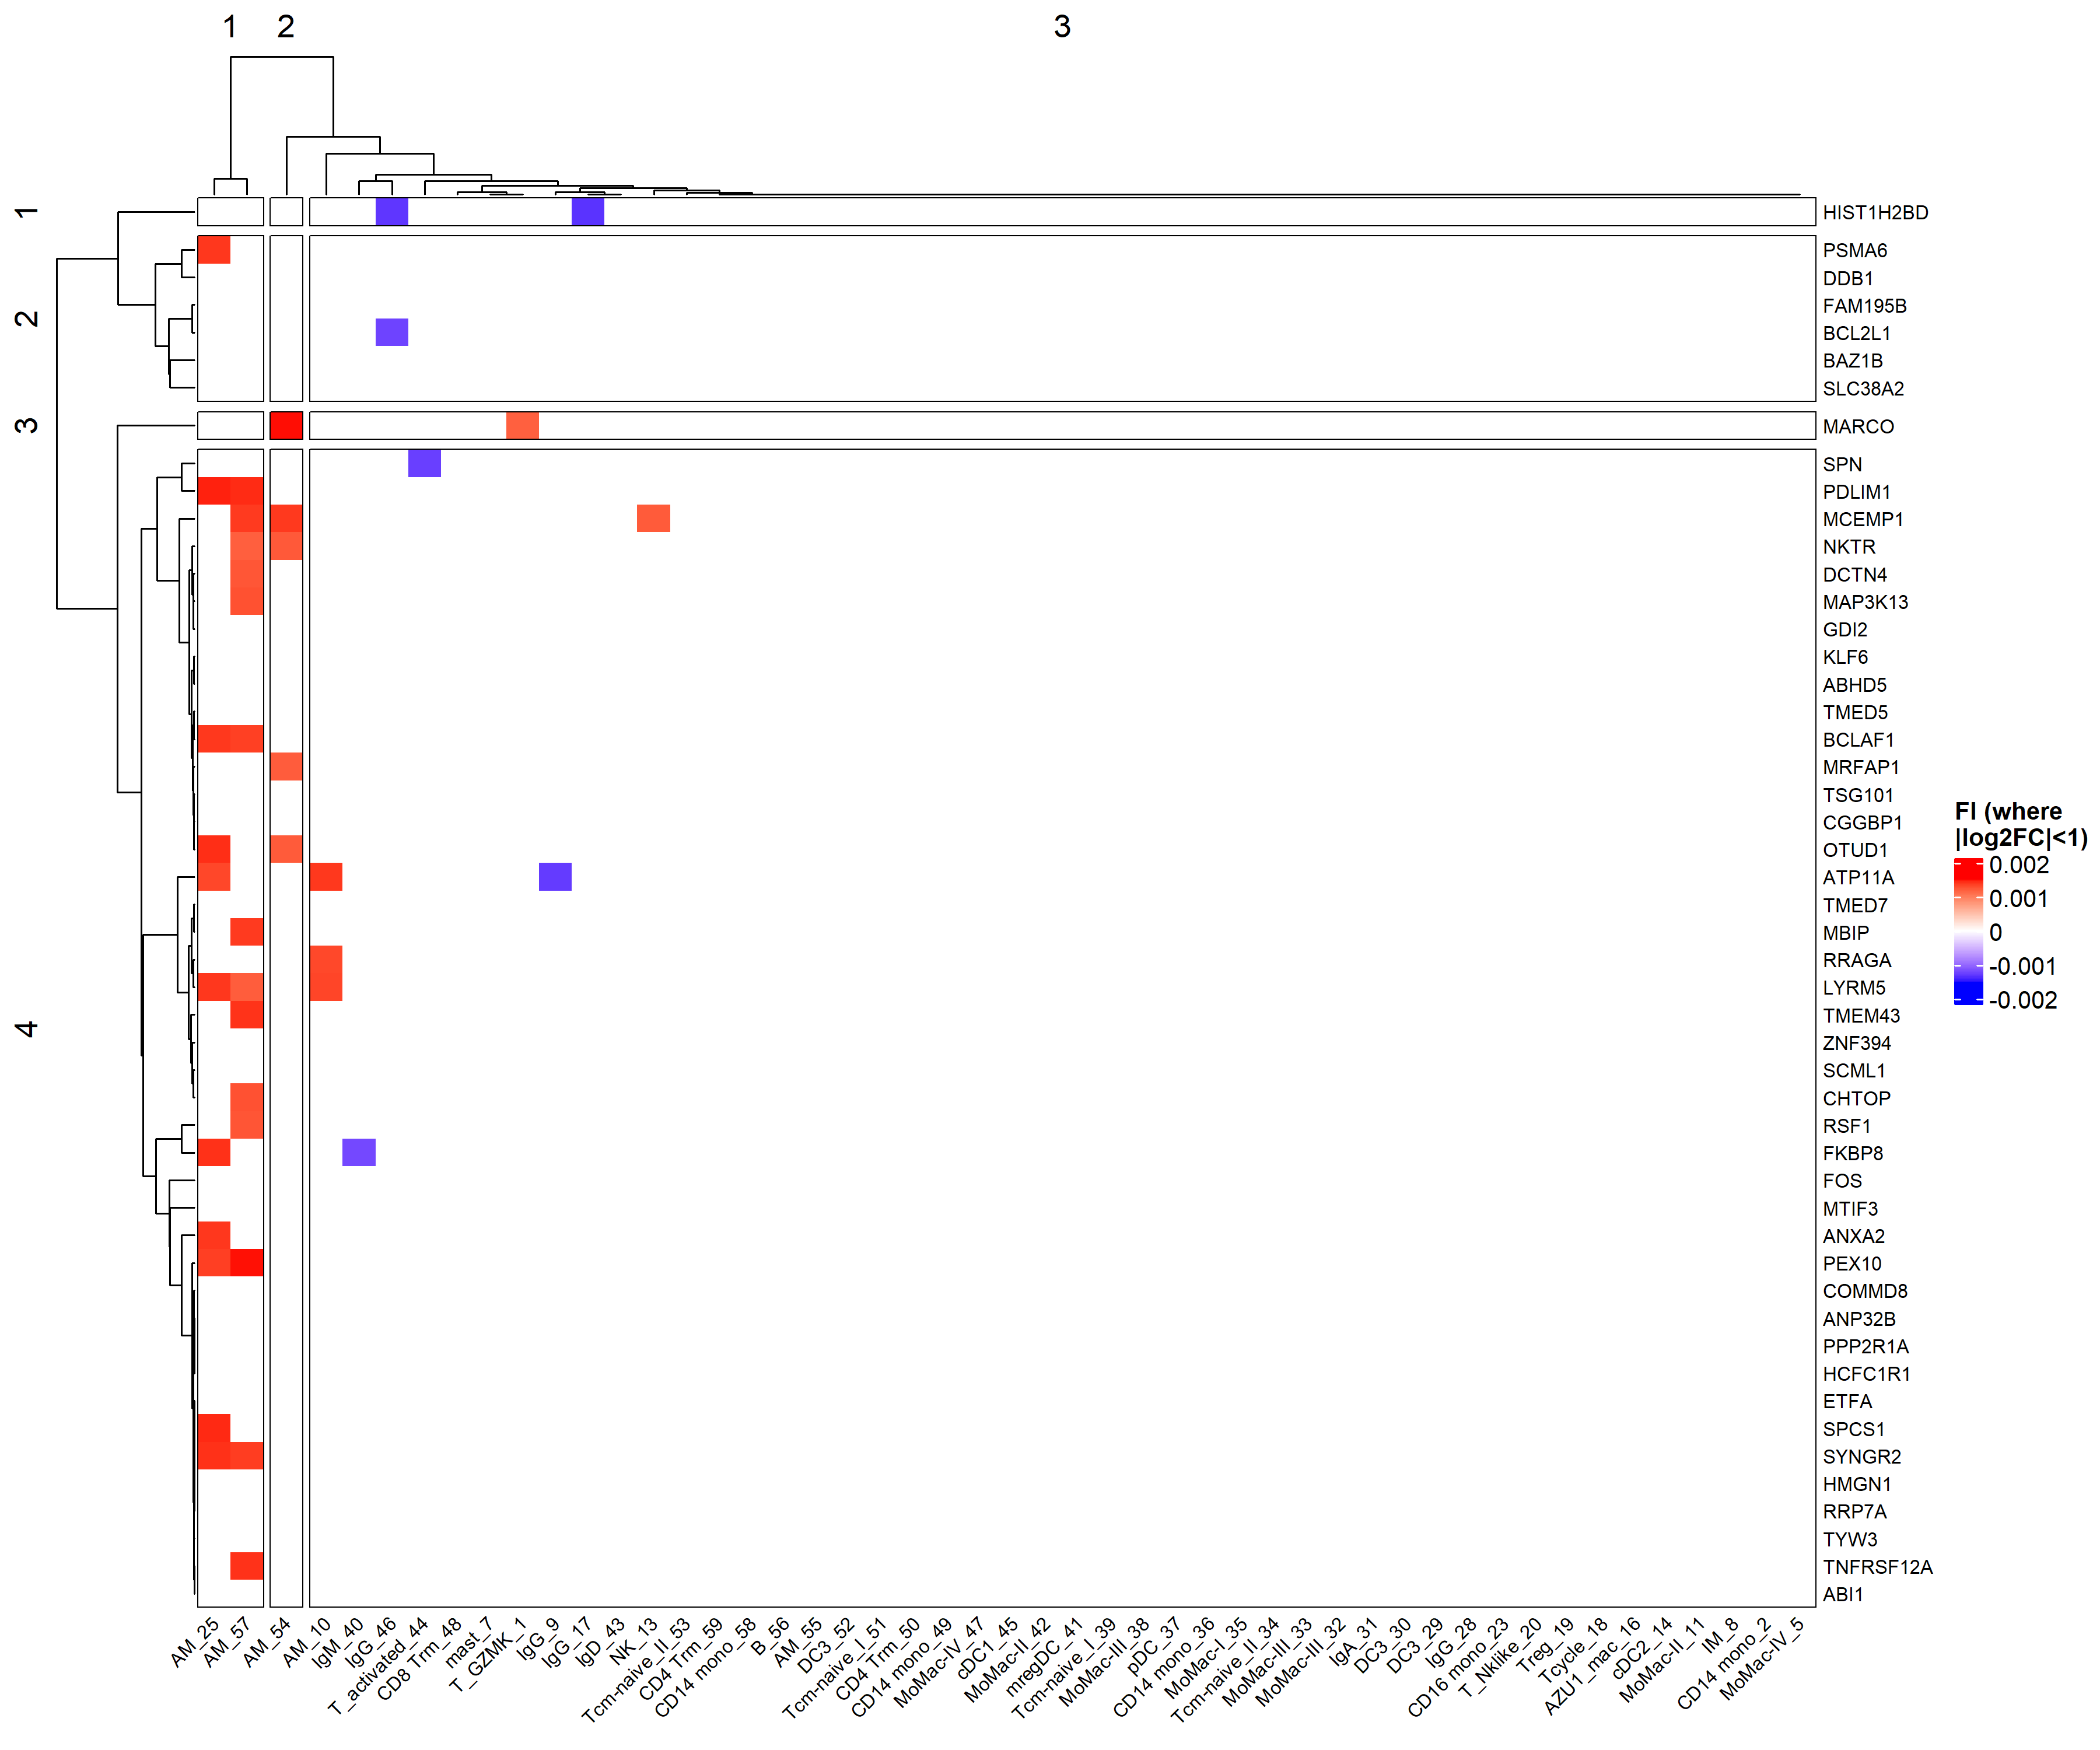 1 2 3
1
2
3
4
HIST1H2BD
PSMA6
DDB1
FAM195B
BCL2L1
BAZ1B
SLC38A2
MARCO
SPN
PDLIM1
MCEMP1
NKTR
DCTN4
MAP3K13
GDI2
KLF6
ABHD5
TMED5
BCLAF1
MRFAP1
TSG101
CGGBP1
OTUD1
ATP11A
TMED7
MBIP
RRAGA
LYRM5
TMEM43
ZNF394
SCML1
CHTOP
RSF1
FKBP8
FOS
MTIF3
ANXA2
PEX10
COMMD8
ANP32B
PPP2R1A
HCFC1R1
ETFA
SPCS1
SYNGR2
HMGN1
RRP7A
TYW3
TNFRSF12A
ABI1
FI (where
|log2FC|<1)
0.002
0.001
0
-0.001
-0.002
AM_25
AM_57
AM_54
AM_10
IgM_40
IgG_46
T_activated_44
CD8 Trm_48
mast_7
T_GZMK_1
IgG_9
IgG_17
IgD_43
NK_13
Tcm-naive_II_53
CD4 Trm_59
CD14 mono_58
B_56
AM_55
DC3_52
Tcm-naive_I_51
CD4 Trm_50
CD14 mono_49
MoMac-IV_47
cDC1_45
MoMac-II_42
mregDC_41
Tcm-naive_I_39
MoMac-III_38
pDC_37
CD14 mono_36
MoMac-I_35
Tcm-naive_II_34
MoMac-III_33
MoMac-III_32
IgA_31
DC3_30
DC3_29
IgG_28
CD16 mono_23
T_Nklike_20
Treg_19
Tcycle_18
AZU1_mac_16
cDC2_14
MoMac-II_11
IM_8
CD14 mono_2
MoMac-IV_5